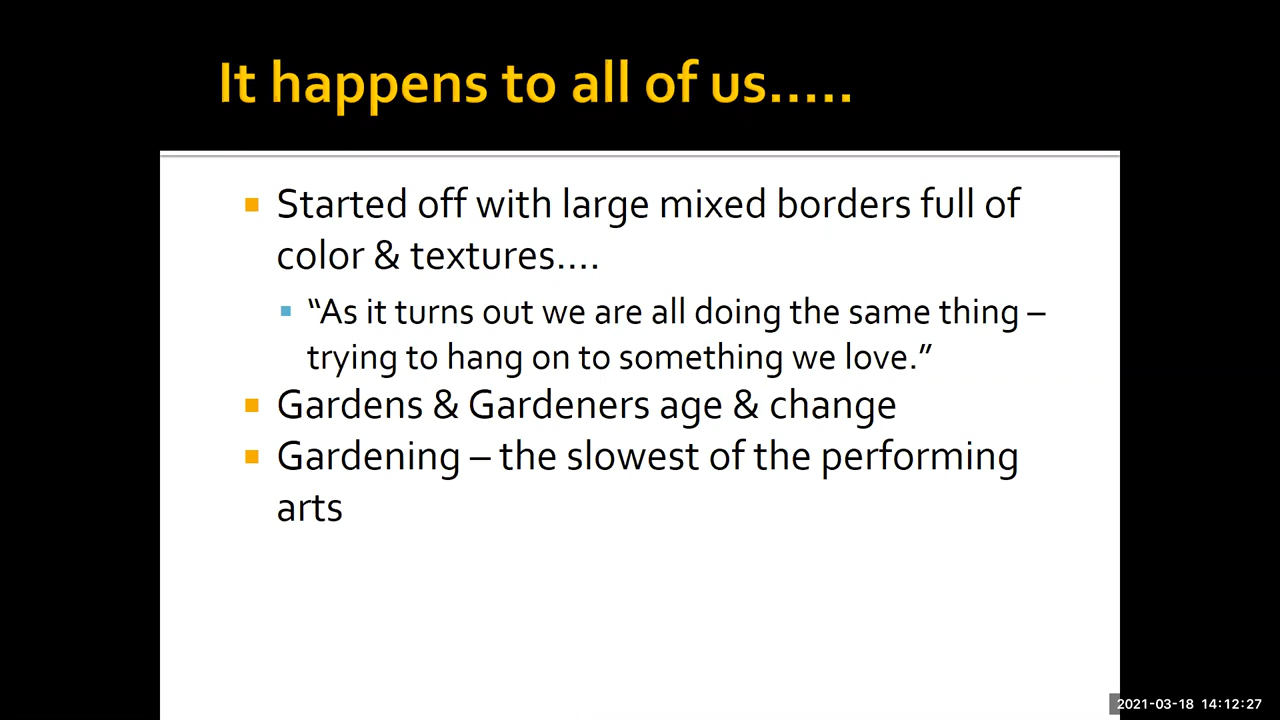 It happens to all of us.....
Started off with large mixed borders full of
color & textures....
“As it turns out we are all doing the same thing –
trying to hang on to something we love.”
Gardens & Gardeners age & change
Gardening – the slowest of the performing
arts
2021-03-18 14:12:27